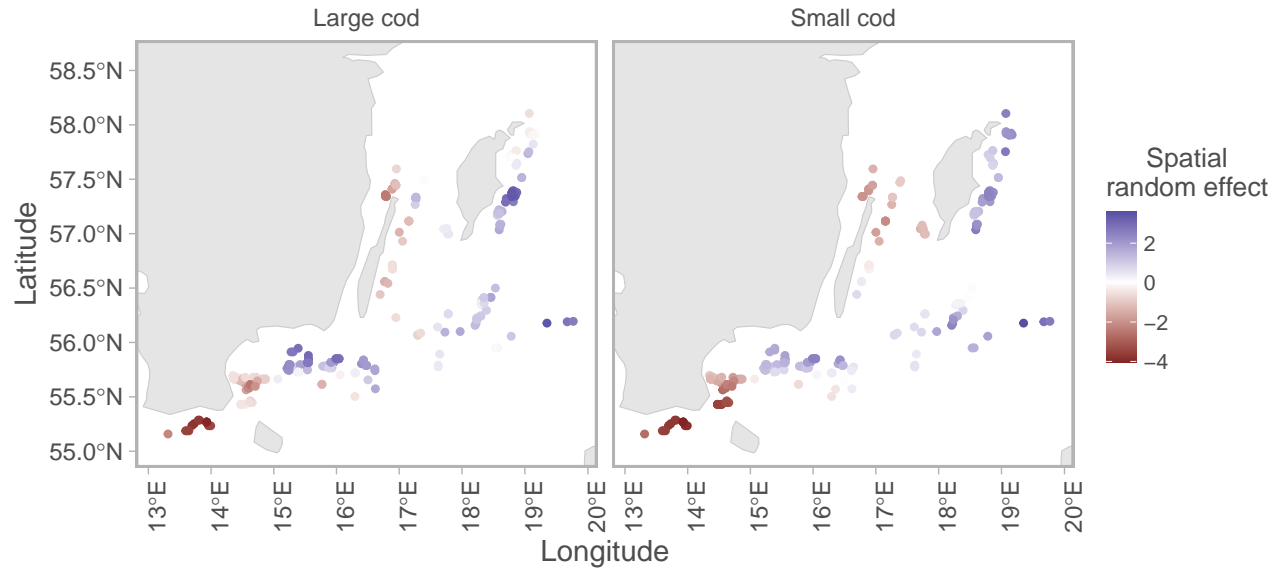 Large cod
Small cod
58.5°N
58.0°N
57.5°N
57.0°N
56.5°N
56.0°N
55.5°N
55.0°N
Latitude
13°E
14°E
15°E
16°E
17°E
18°E
19°E
20°E
13°E
14°E
15°E
16°E
17°E
18°E
19°E
20°E
Longitude
Spatial
random effect
2
0
−2
−4